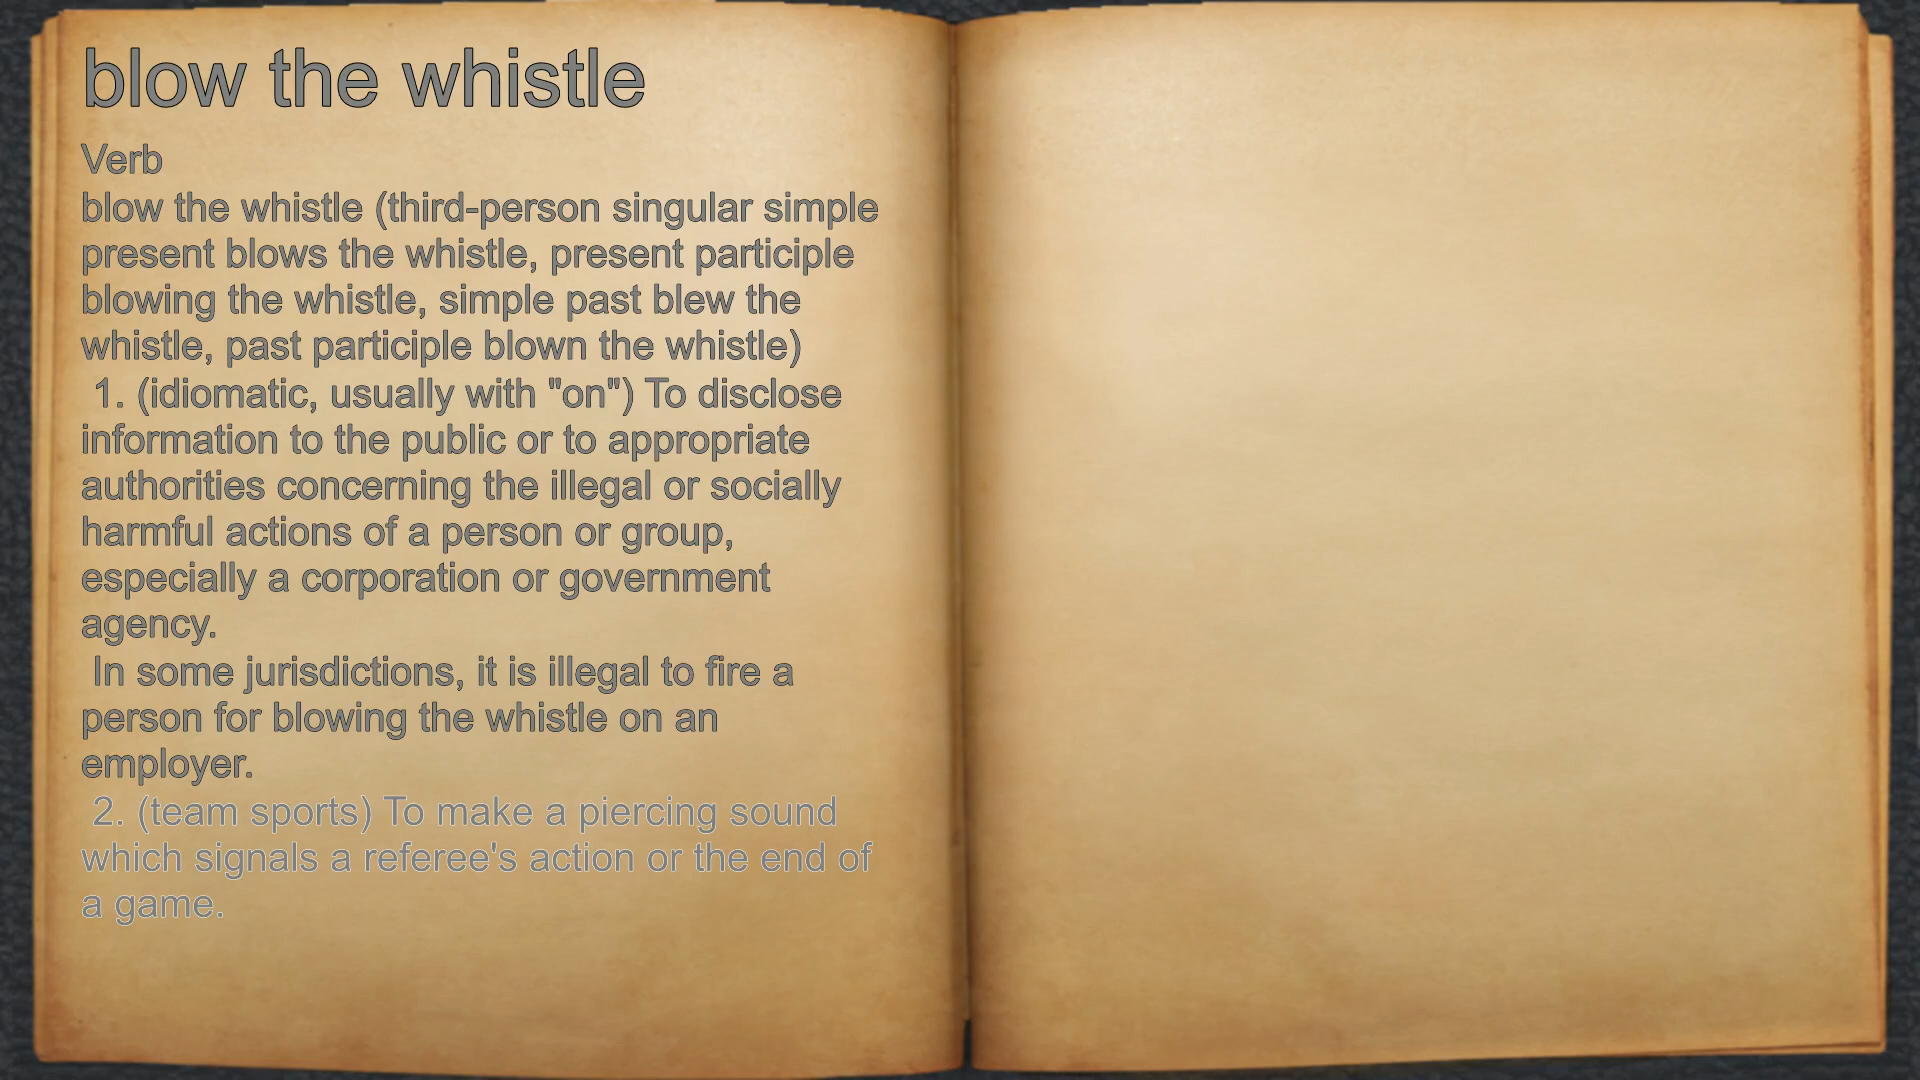 blow the whistle
Verb
blow the whistle (third-person singular simple
present blows the whistle, present participle
blowing the whistle, simple past blew the
whistle, past participle blown the whistle)
1. (idiomatic, usually with "on") To disclose
information to the public or to appropriate
authorities concerning the illegal or socially
harmful actions of a person or group,
especially a corporation or government
agency.
In some jurisdictions, it is illegal to fire a
person for blowing the whistle on an
employer.
2. (team sports) To make a piercing sound
which signals a referee's action or the end of
a game.